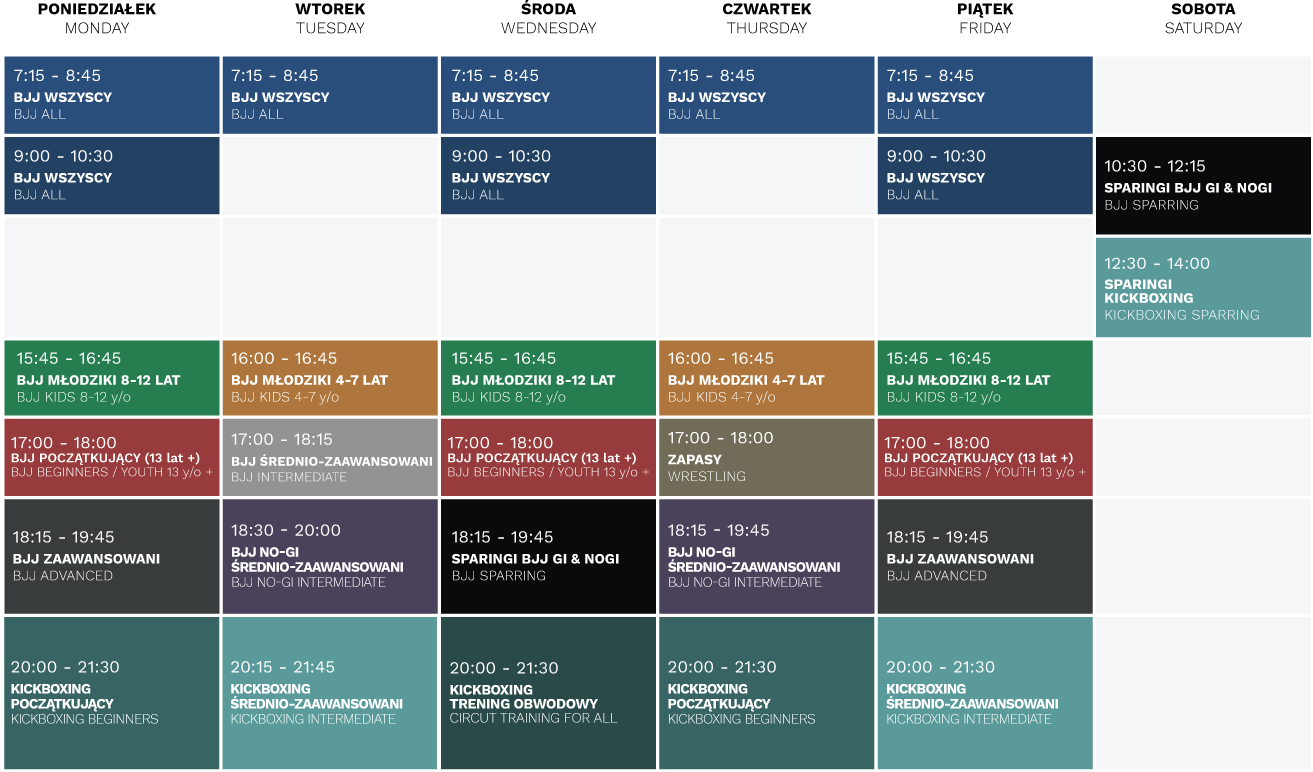 PONIEDZIAŁEK
MONDAY
WTOREK
TUESDAY
ŚRODA
WEDNESDAY
CZWARTEK
THURSDAY
PIĄTEK
FRIDAY
SOBOTA
SATURDAY
7:15 - 8:45
BJJ WSZYSCY
BJJ ALL
7:15 - 8:45
BJJ WSZYSCY
BJJ ALL
7:15 - 8:45
BJJ WSZYSCY
BJJ ALL
7:15 - 8:45
BJJ WSZYSCY
BJJ ALL
7:15 - 8:45
BJJ WSZYSCY
BJJ ALL
9:00 - 10:30
BJJ WSZYSCY
BJJ ALL
9:00 - 10:30
BJJ WSZYSCY
BJJ ALL
9:00 - 10:30
BJJ WSZYSCY
BJJ ALL
10:30 - 12:15
SPARINGI BJJ GI & NOGI
BJJ SPARRING
12:30 - 14:00
SPARINGI
KICKBOXING
KICKBOXING SPARRING
15:45 - 16:45
BJJ MŁODZIKI 8-12 LAT
BJJ KIDS 8-12 y/o
16:00 - 16:45
BJJ MŁODZIKI 4-7 LAT
BJJ KIDS 4-7 y/o
15:45 - 16:45
BJJ MŁODZIKI 8-12 LAT
BJJ KIDS 8-12 y/o
16:00 - 16:45
BJJ MŁODZIKI 4-7 LAT
BJJ KIDS 4-7 y/o
15:45 - 16:45
BJJ MŁODZIKI 8-12 LAT
BJJ KIDS 8-12 y/o
17:00 - 18:00
BJJ POCZĄTKUJĄCY (13 lat +)
BJJ BEGINNERS / YOUTH 13 y/o +
17:00 - 18:15
BJJ ŚREDNIO-ZAAWANSOWANI
BJJ INTERMEDIATE
17:00 - 18:00
BJJ POCZĄTKUJĄCY (13 lat +)
BJJ BEGINNERS / YOUTH 13 y/o +
17:00 - 18:00
ZAPASY
WRESTLING
17:00 - 18:00
BJJ POCZĄTKUJĄCY (13 lat +)
BJJ BEGINNERS / YOUTH 13 y/o +
18:15 - 19:45
BJJ ZAAWANSOWANI
BJJ ADVANCED
18:30 - 20:00
BJJ NO-GI
ŚREDNIO-ZAAWANSOWANI
BJJ NO-GI INTERMEDIATE
18:15 - 19:45
SPARINGI BJJ GI & NOGI
BJJ SPARRING
18:15 - 19:45
BJJ NO-GI
ŚREDNIO-ZAAWANSOWANI
BJJ NO-GI INTERMEDIATE
18:15 - 19:45
BJJ ZAAWANSOWANI
BJJ ADVANCED
20:00 - 21:30
KICKBOXING
POCZĄTKUJĄCY
KICKBOXING BEGINNERS
20:15 - 21:45
KICKBOXING
ŚREDNIO-ZAAWANSOWANI
KICKBOXING INTERMEDIATE
20:00 - 21:30
KICKBOXING
TRENING OBWODOWY
CIRCUT TRAINING FOR ALL
20:00 - 21:30
KICKBOXING
POCZĄTKUJĄCY
KICKBOXING BEGINNERS
20:00 - 21:30
KICKBOXING
ŚREDNIO-ZAAWANSOWANI
KICKBOXING INTERMEDIATE